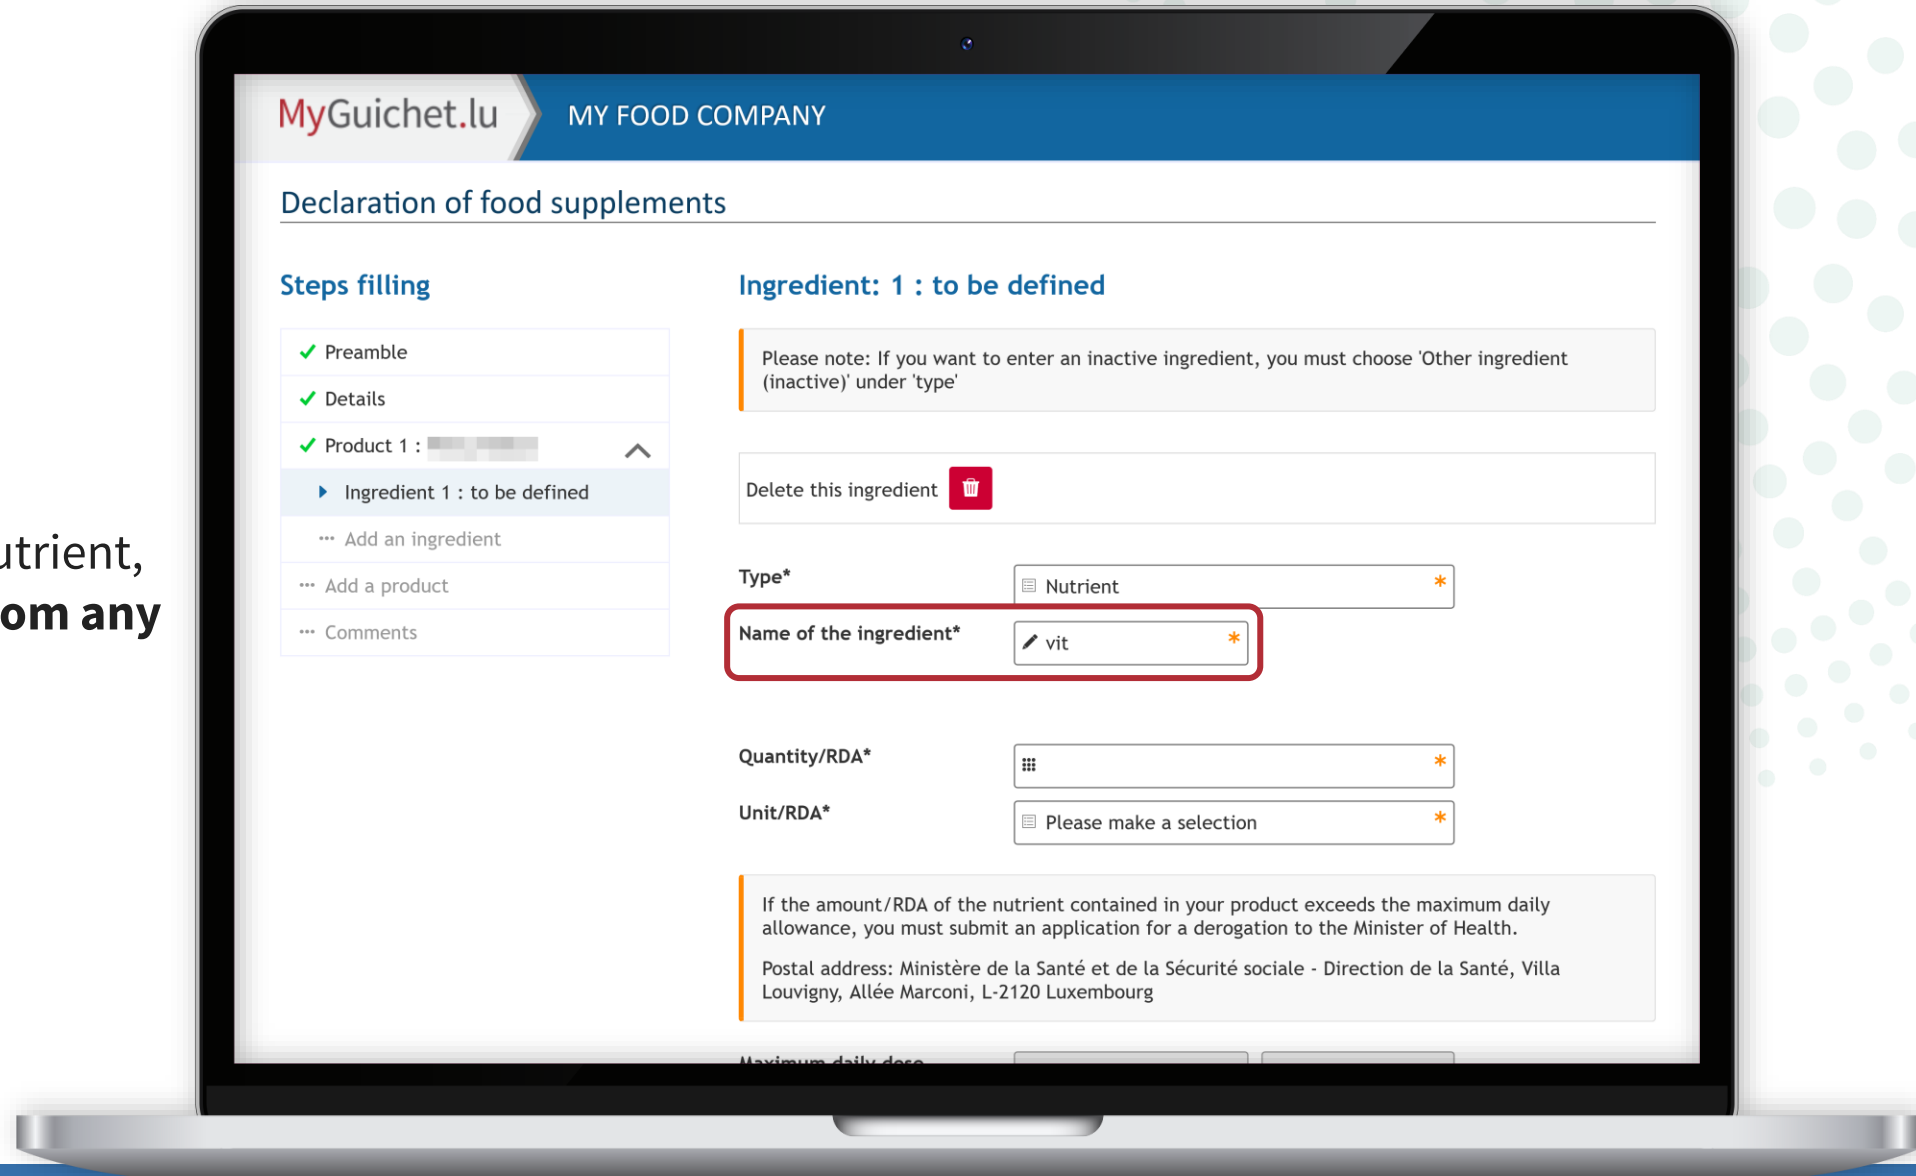 MyGuichet.lu
MY FOOD COMPANY
Declaration of food supplements
Steps filling
Preamble
Details
Product 1 :
Ingredient 1 : to be defined
Add an ingredient
Add a product
Comments
utrient,
om any
Ingredient: 1 : to be defined
Please note: If you want to enter an inactive ingredient, you must choose 'Other ingredient
(inactive)' under 'type'
Delete this ingredient
Type*
Nutrient *
Name of the ingredient*
vit *
Quantity/RDA*
*
Unit/RDA*
Please make a selection *
If the amount/RDA of the nutrient contained in your product exceeds the maximum daily
allowance, you must submit an application for a derogation to the Minister of Health.
Postal address: Ministère de la Santé et de la Sécurité sociale - Direction de la Santé, Villa
Louvigny, Allée Marconi, L-2120 Luxembourg
Maximum daily dose